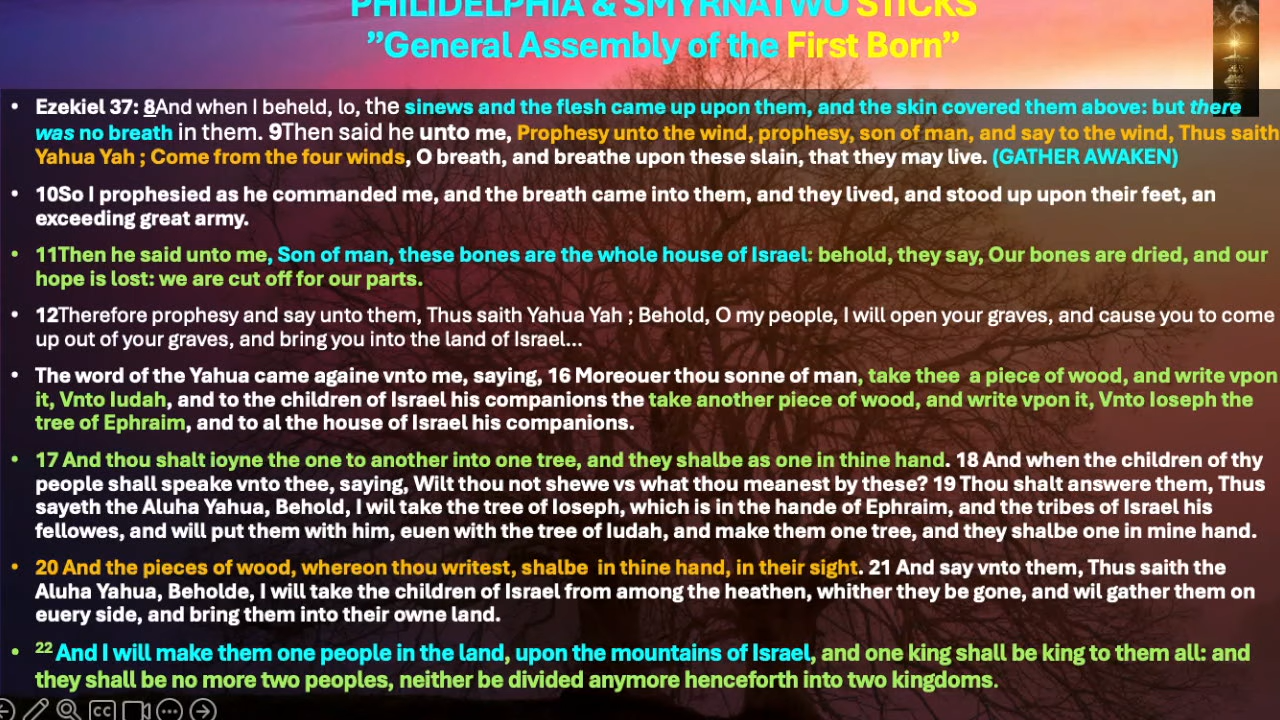 PHILIDELPHIA & SMYRNATWO STICKS
”General Assembly of the First Born”
• Ezekiel 37: 8And when I beheld, lo, the sinews and the flesh came up upon them, and the skin covered them above: but there
was no breath in them. 9Then said he unto me, Prophesy unto the wind, prophesy, son of man, and say to the wind, Thus saith
Yahua Yah ; Come from the four winds, O breath, and breathe upon these slain, that they may live. (GATHER AWAKEN)
• 10So I prophesied as he commanded me, and the breath came into them, and they lived, and stood up upon their feet, an
exceeding great army.
• 11Then he said unto me, Son of man, these bones are the whole house of Israel: behold, they say, Our bones are dried, and our
hope is lost: we are cut off for our parts.
• 12Therefore prophesy and say unto them, Thus saith Yahua Yah ; Behold, O my people, I will open your graves, and cause you to come
up out of your graves, and bring you into the land of Israel...
• The word of the Yahua came againe vnto me, saying, 16 Moreouer thou sonne of man, take thee a piece of wood, and write vpon
it, Vnto Iudah, and to the children of Israel his companions the take another piece of wood, and write vpon it, Vnto Ioseph the
tree of Ephraim, and to al the house of Israel his companions.
• 17 And thou shalt ioyne the one to another into one tree, and they shalbe as one in thine hand. 18 And when the children of thy
people shall speake vnto thee, saying, Wilt thou not shewe vs what thou meanest by these? 19 Thou shalt answere them, Thus
sayeth the Aluha Yahua, Behold, I wil take the tree of Ioseph, which is in the hande of Ephraim, and the tribes of Israel his
fellowes, and will put them with him, euen with the tree of Iudah, and make them one tree, and they shalbe one in mine hand.
• 20 And the pieces of wood, whereon thou writest, shalbe in thine hand, in their sight. 21 And say vnto them, Thus saith the
Aluha Yahua, Beholde, I will take the children of Israel from among the heathen, whither they be gone, and wil gather them on
euery side, and bring them into their owne land.
• 22 And I will make them one people in the land, upon the mountains of Israel, and one king shall be king to them all: and
they shall be no more two peoples, neither be divided anymore henceforth into two kingdoms.
CC